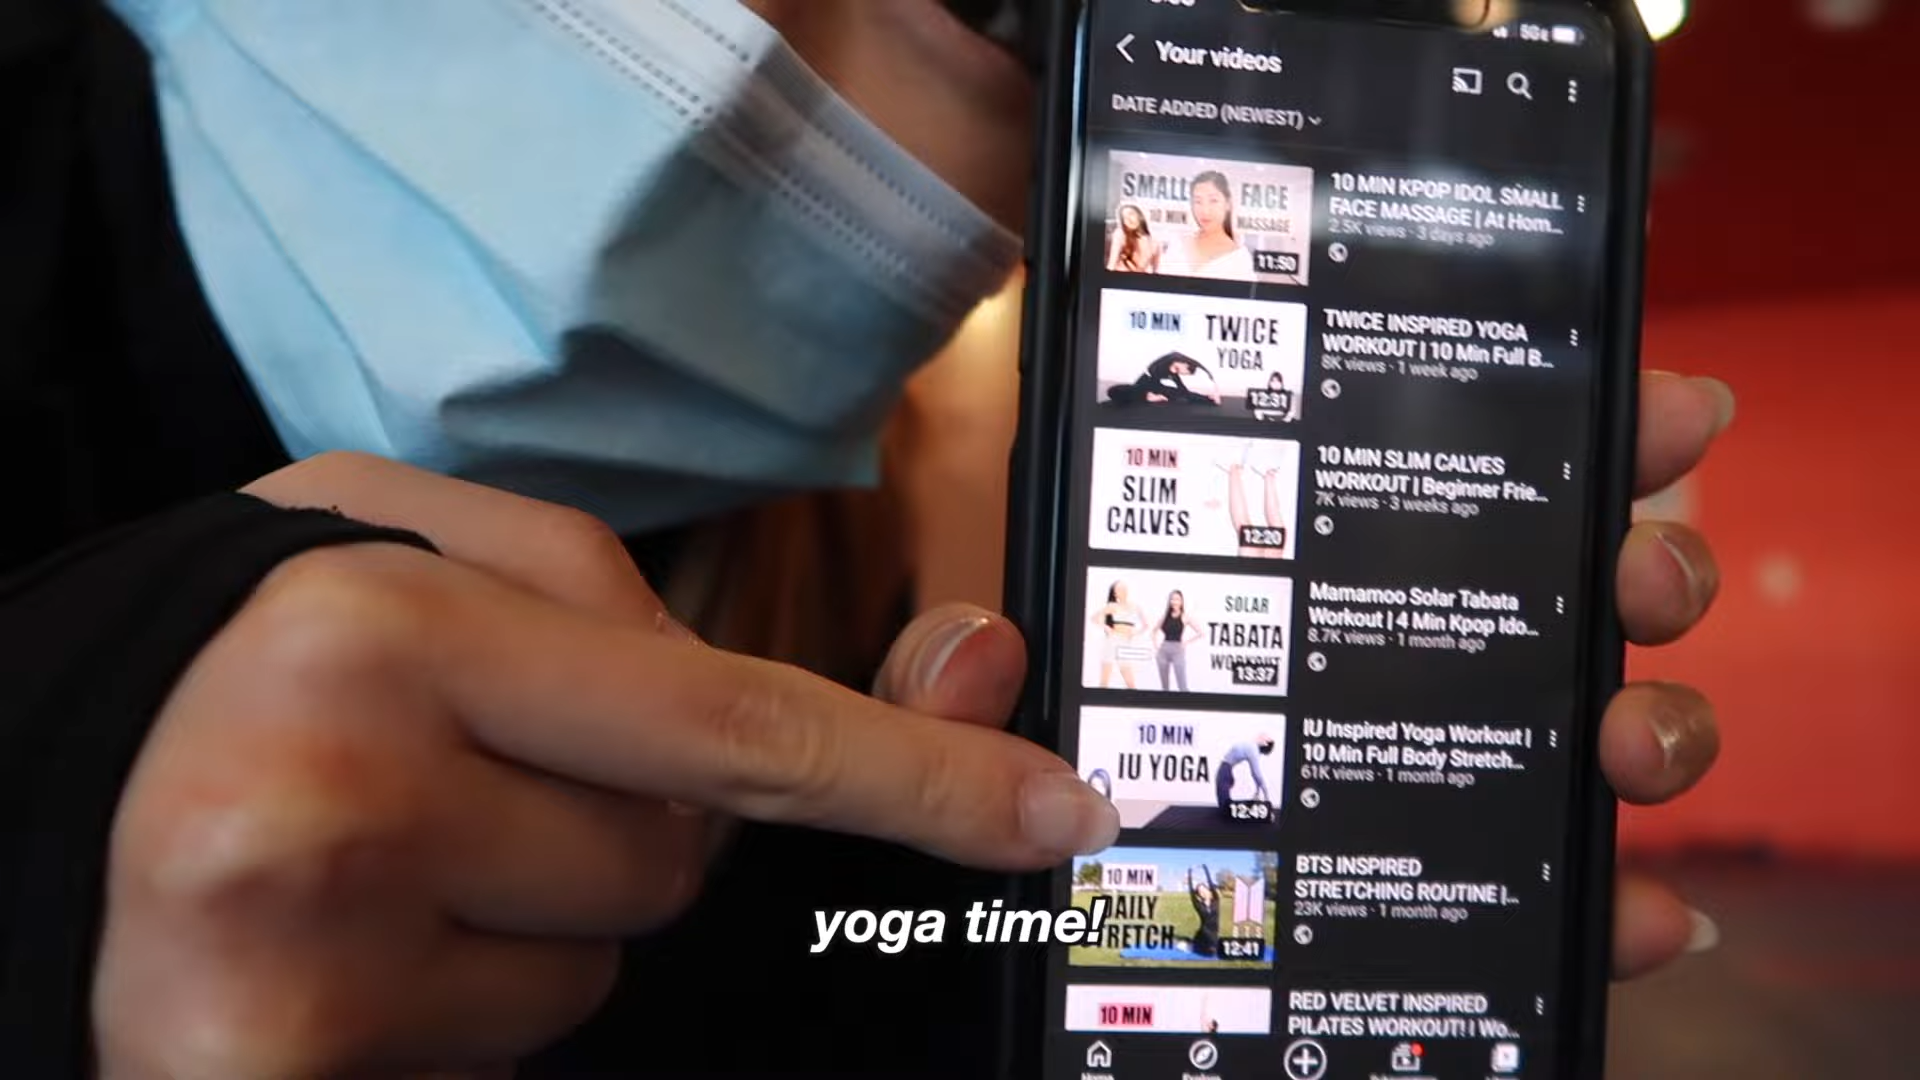 5G
Your videos
DATE ADDED (NEWEST)
SMALL FACE
10 MIN MASSAGE
11:50
10 MIN KPOP IDOL SMALL
FACE MASSAGE | At Hom...
2.5K views · 3 days ago
10 MIN TWICE
YOGA
12:31
TWICE INSPIRED YOGA
WORKOUT | 10 Min Full B...
8K views · 1 week ago
10 MIN
SLIM
CALVES
12:20
10 MIN SLIM CALVES
WORKOUT | Beginner Frie...
7K views · 3 weeks ago
SOLAR
TABATA
WORKOUT
13:37
Mamamoo Solar Tabata
Workout | 4 Min Kpop Ido...
8.7K views · 1 month ago
10 MIN
IU YOGA
12:49
IU Inspired Yoga Workout |
10 Min Full Body Stretch...
61K views · 1 month ago
10 MIN
DAILY
STRETCH
BTS
12:41
BTS INSPIRED
STRETCHING ROUTINE |...
23K views · 1 month ago
yoga time!
10 MIN
RED VELVET INSPIRED
PILATES WORKOUT! | Wo...